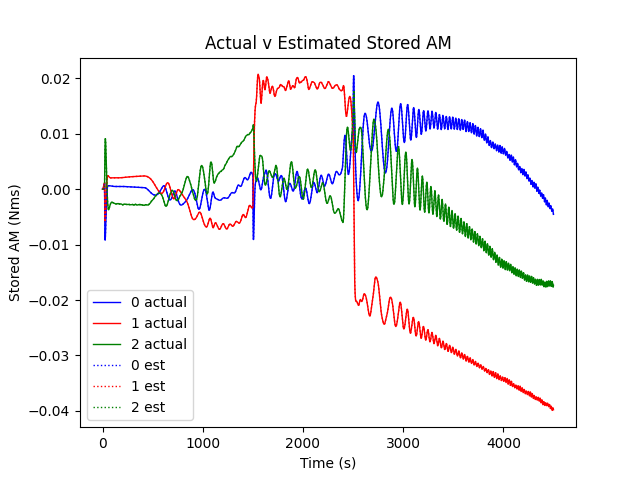 Actual v Estimated Stored AM
Stored AM (Nms)
0.02
0.01
0.00
−0.01
−0.02
−0.03
−0.04
0 actual
1 actual
2 actual
0 est
1 est
2 est
0 1000 2000 3000 4000
Time (s)